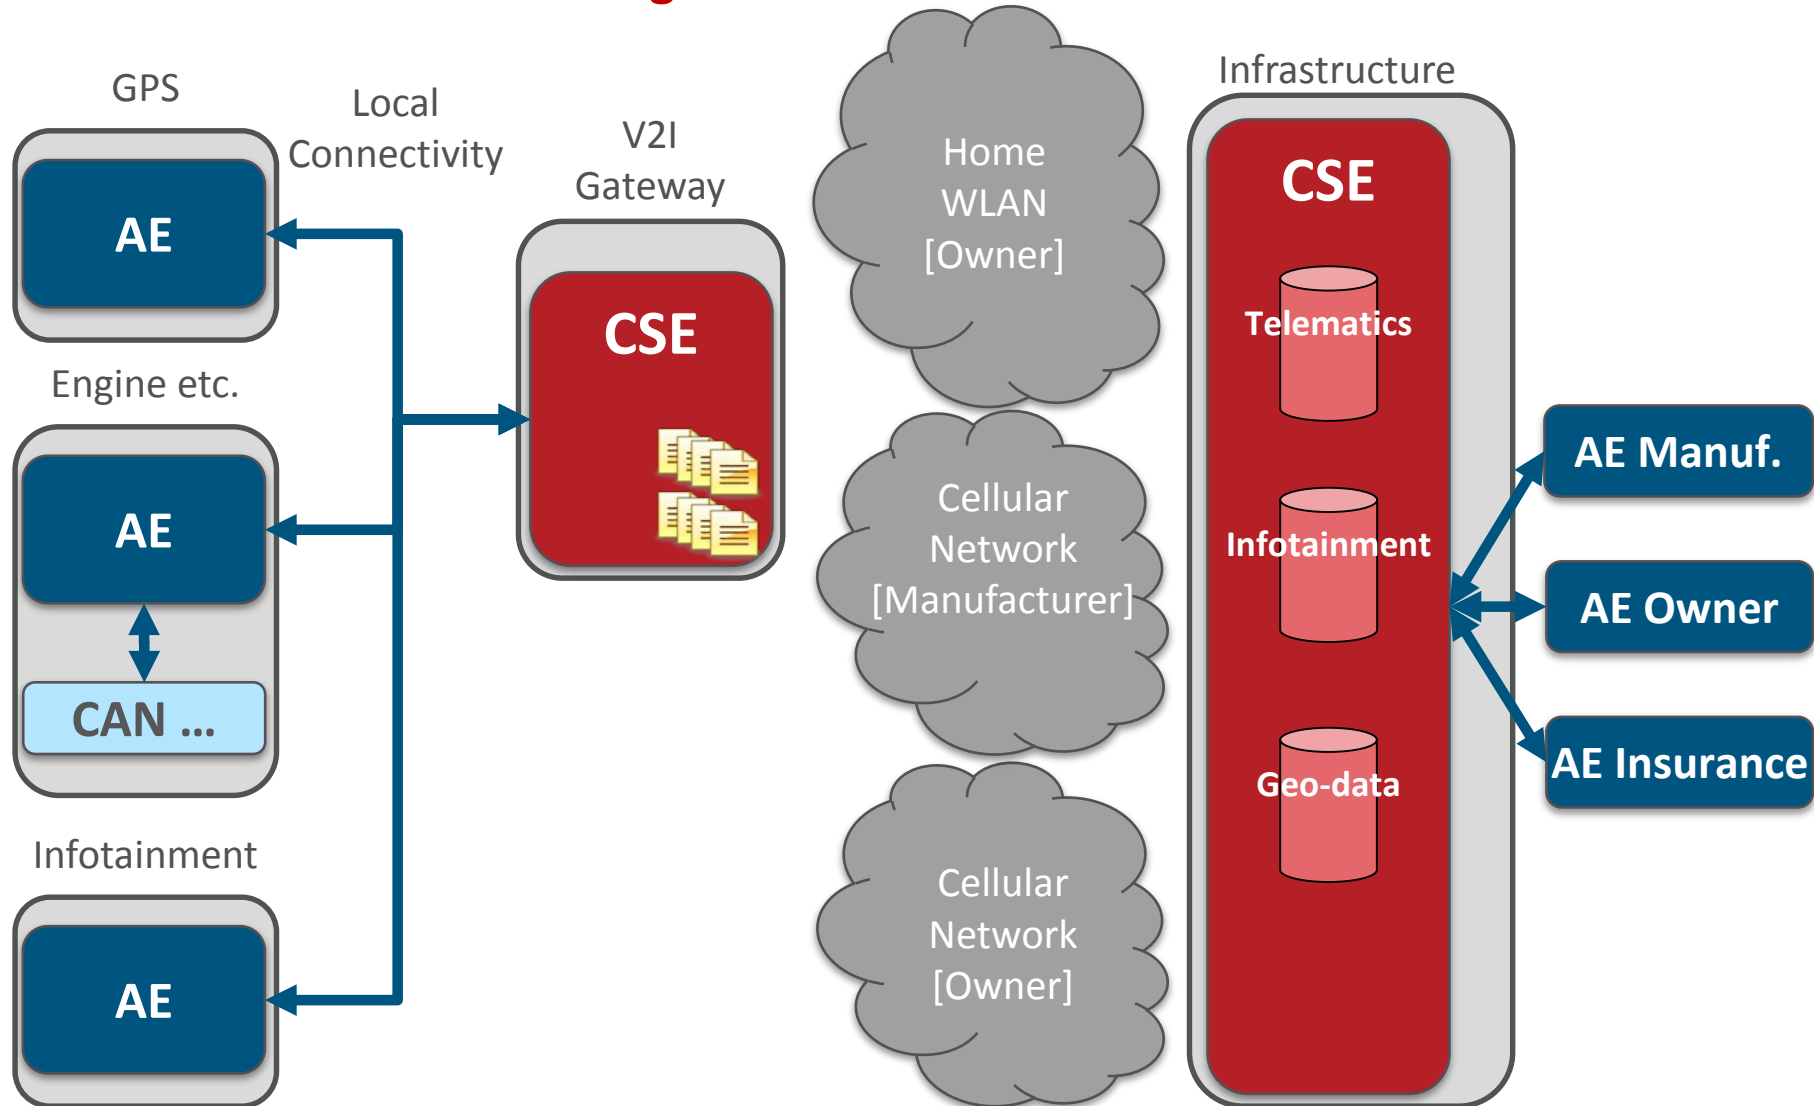 GPS
AE
Engine etc.
AE
CAN ...
Infotainment
AE
Local
Connectivity
V2I
Gateway
CSE
Home
WLAN
[Owner]
Cellular
Network
[Manufacturer]
Cellular
Network
[Owner]
Infrastructure
CSE
Telematics
Infotainment
Geo-data
AE Manuf.
AE Owner
AE Insurance